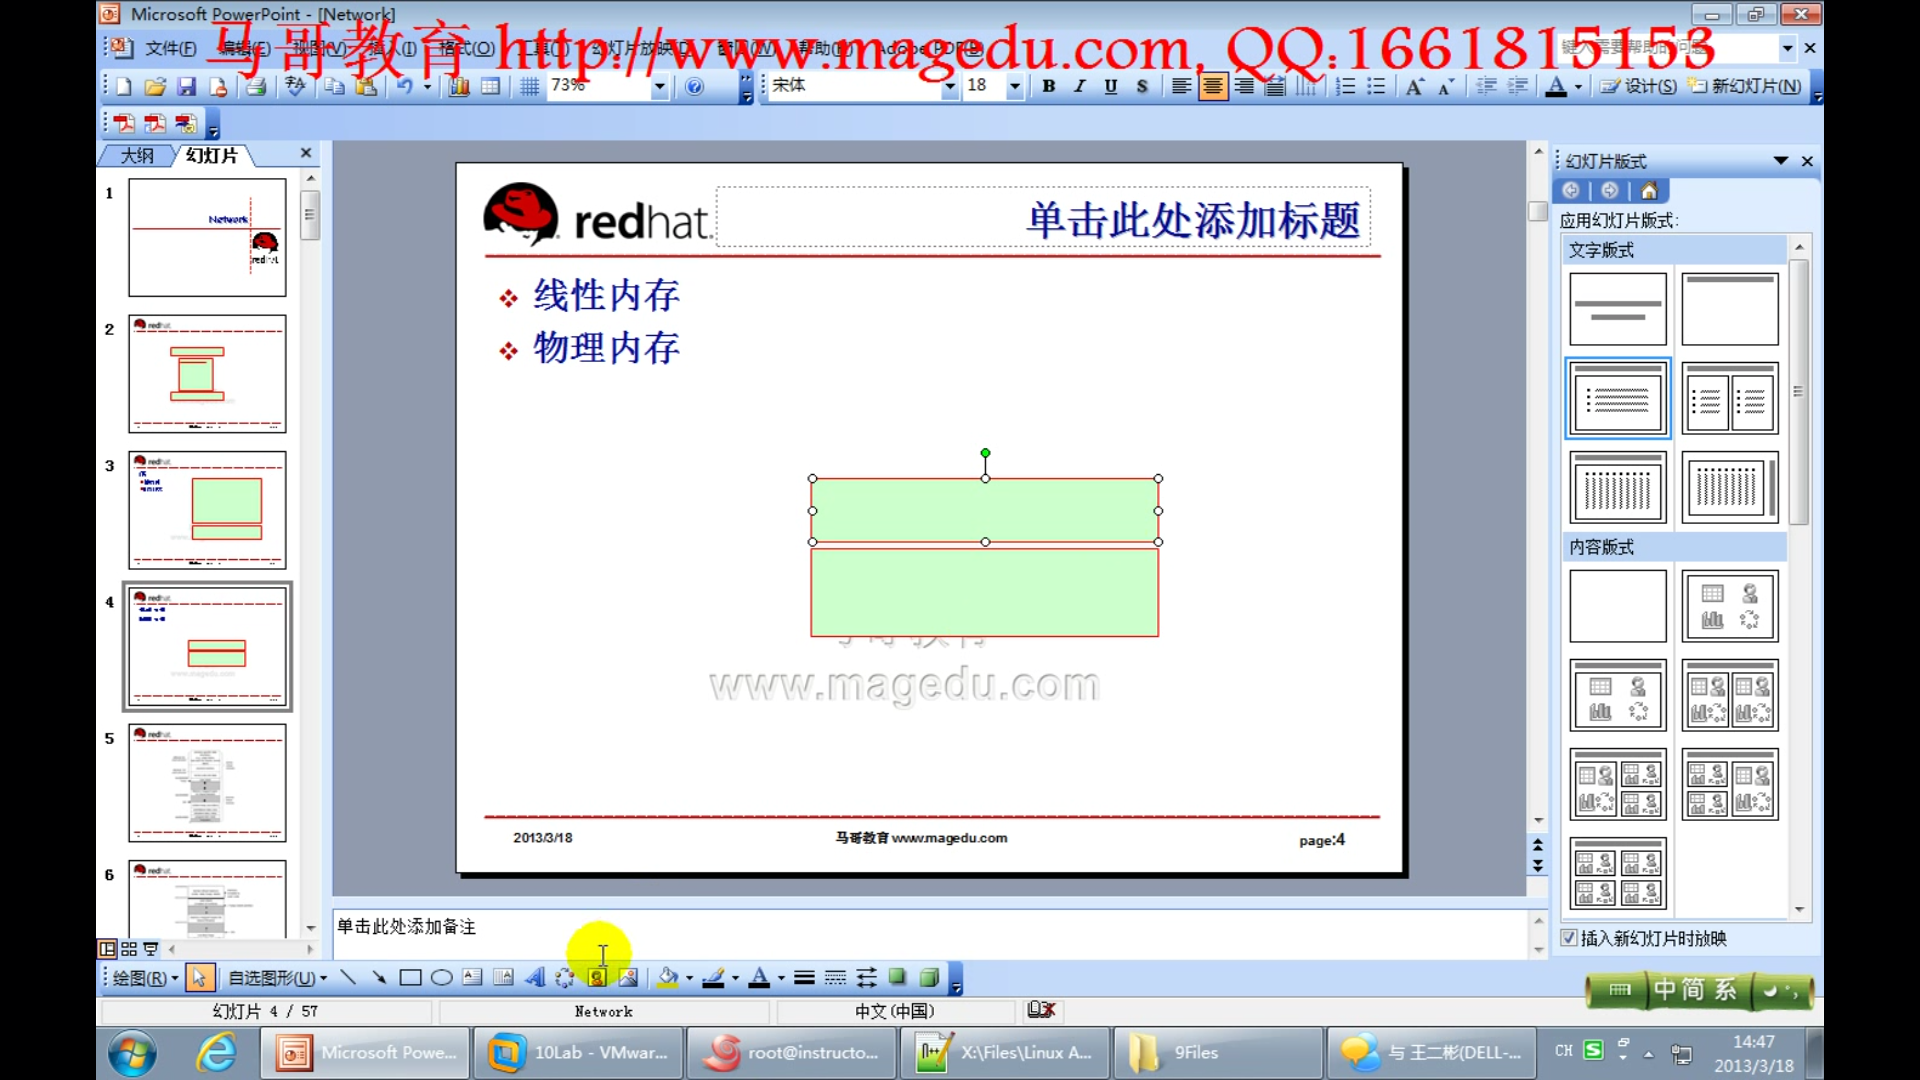 Microsoft PowerPoint - [Network]
马哥教育 http://www.magedu.com, QQ:1661815153
文件(F) 编辑(E) 视图(V) 插入(I) 格式(O) 工具(T) 幻灯片放映(D) 窗口(W) 帮助(H) Adobe PDF(B) 键入需要帮助的问题
73% 宋体 18 B I U S 设计(S) 新幻灯片(N)
大纲 幻灯片
幻灯片版式
应用幻灯片版式:
文字版式
内容版式
插入新幻灯片时放映
1
Network
redhat
2
3
4
5
6
redhat.
单击此处添加标题
线性内存
物理内存
马哥教育
www.magedu.com
2013/3/18 马哥教育 www.magedu.com page:4
单击此处添加备注
绘图(R) 自选图形(U)
幻灯片 4 / 57 Network 中文(中国)
中简系
Microsoft Powe... 10Lab - VMwar... root@instructo... X:\Files\Linux A... 9Files 与 王二彬(DELL-... CH 14:47
2013/3/18